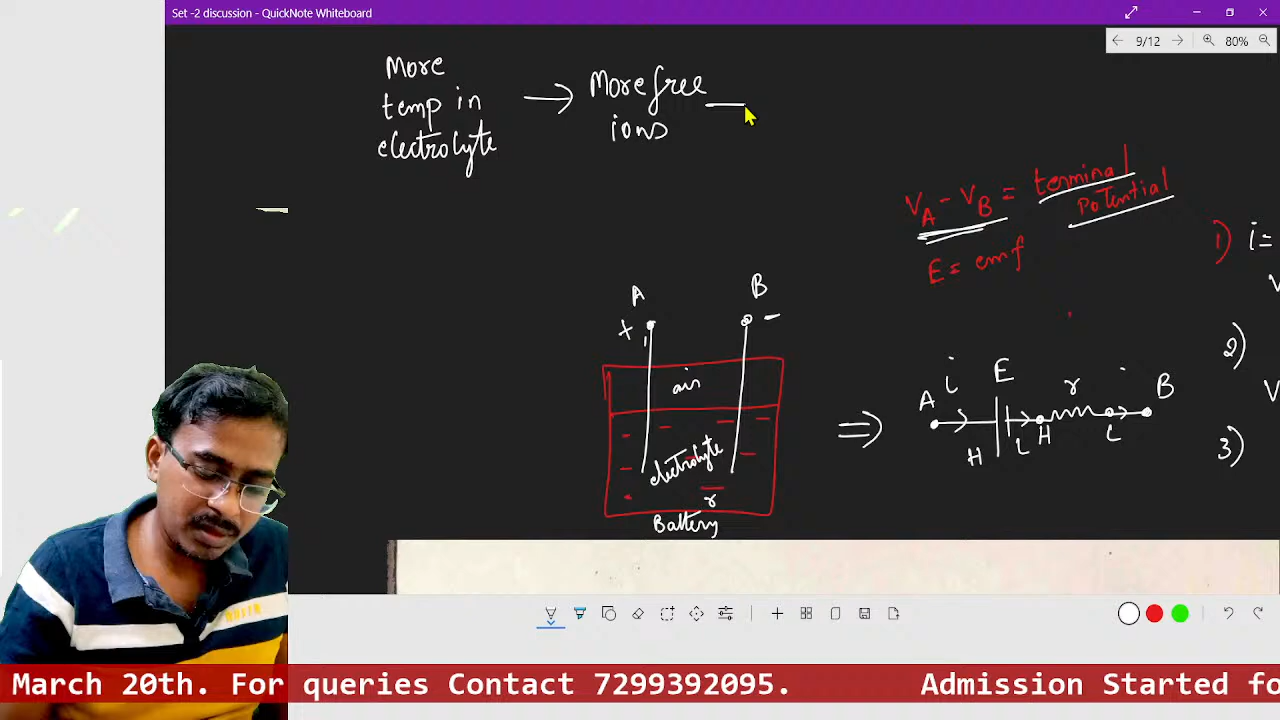 Set -2 discussion - QuickNote Whiteboard
9/12
80%
More
temp in
electrolyte
More free
ions
VA - VB = terminal
Potential
E = emf
1) i=
V
2)
V
3)
A
B
+
-
air
electrolyte
r
Battery
A i E r B
H L H L
March 20th. For queries Contact 7299392095.
Admission Started fo